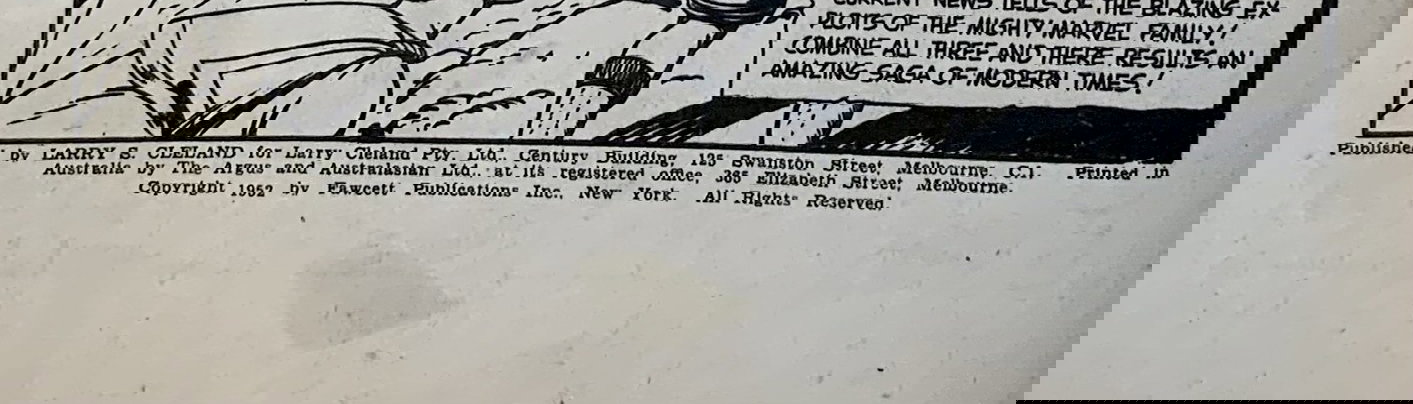 CURRENT NEWS TELLS OF THE BLAZING EX-
PLOITS OF THE MIGHTY MARVEL FAMILY!
COMBINE ALL THREE AND THERE RESULTS AN
AMAZING SAGA OF MODERN TIMES!
by LARRY S. CLELAND for Larry Cleland Pty. Ltd., Century Building, 125 Swanston Street, Melbourne, C.1. Printed in
Australia by The Argus and Australasian Ltd., at its registered office, 365 Elizabeth Street, Melbourne.
Copyright 1952 by Fawcett Publications Inc., New York. All Rights Reserved.
Publishe